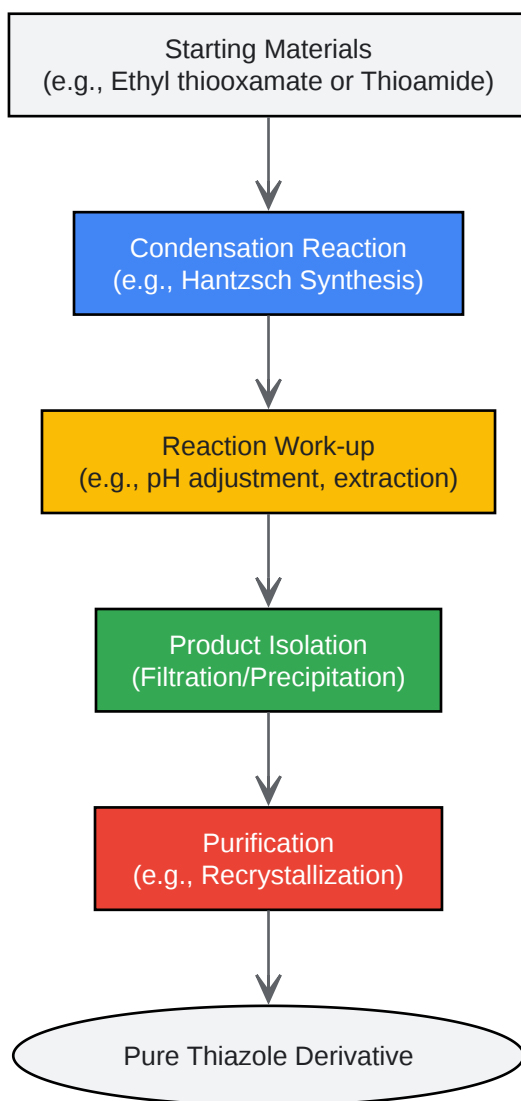 Starting Materials
(e.g., Ethyl thiooxamate or Thioamide)
Condensation Reaction
(e.g., Hantzsch Synthesis)
Reaction Work-up
(e.g., pH adjustment, extraction)
Product Isolation
(Filtration/Precipitation)
Purification
(e.g., Recrystallization)
Pure Thiazole Derivative